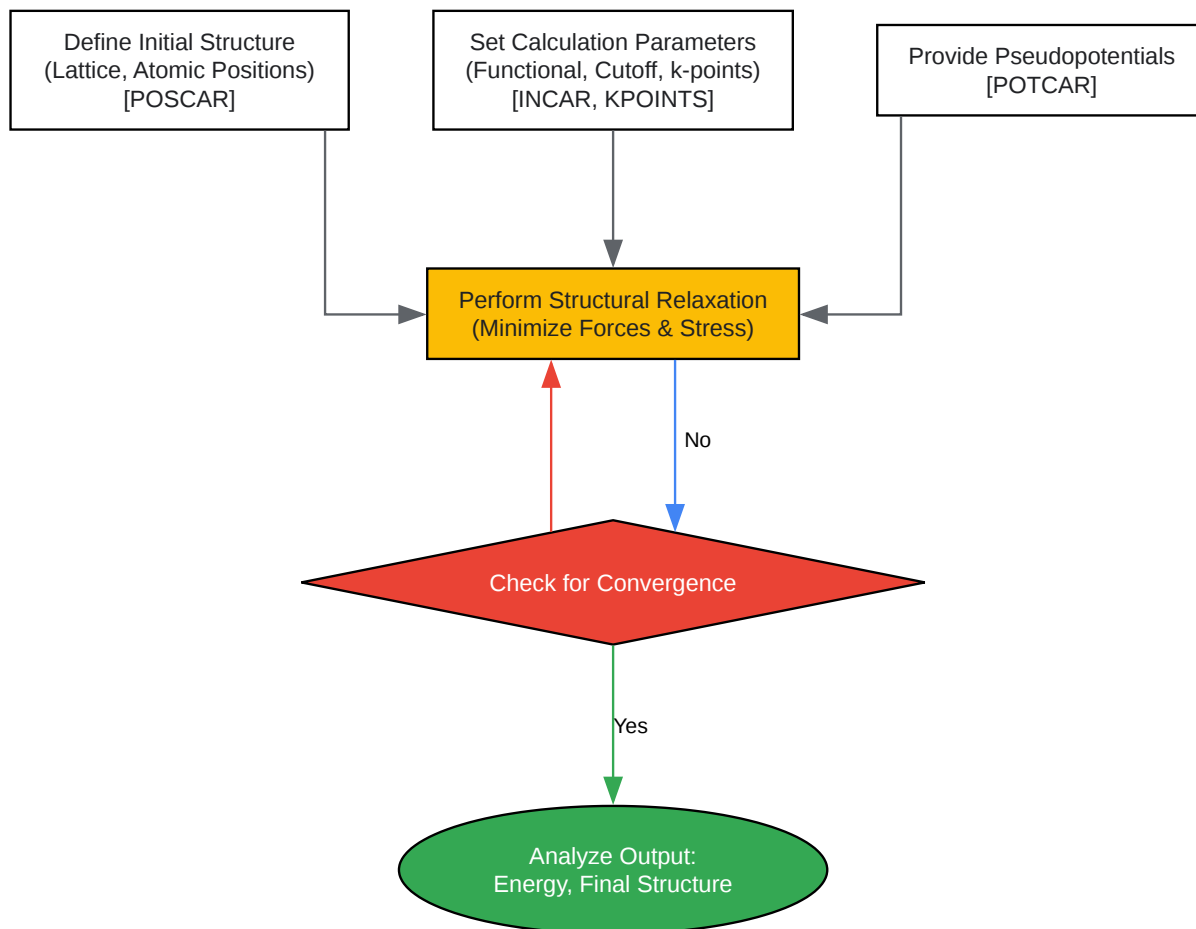 Define Initial Structure
(Lattice, Atomic Positions)
[POSCAR]
Set Calculation Parameters
(Functional, Cutoff, k-points)
[INCAR, KPOINTS]
Provide Pseudopotentials
[POTCAR]
Perform Structural Relaxation
(Minimize Forces & Stress)
No
Check for Convergence
Yes
Analyze Output:
Energy, Final Structure